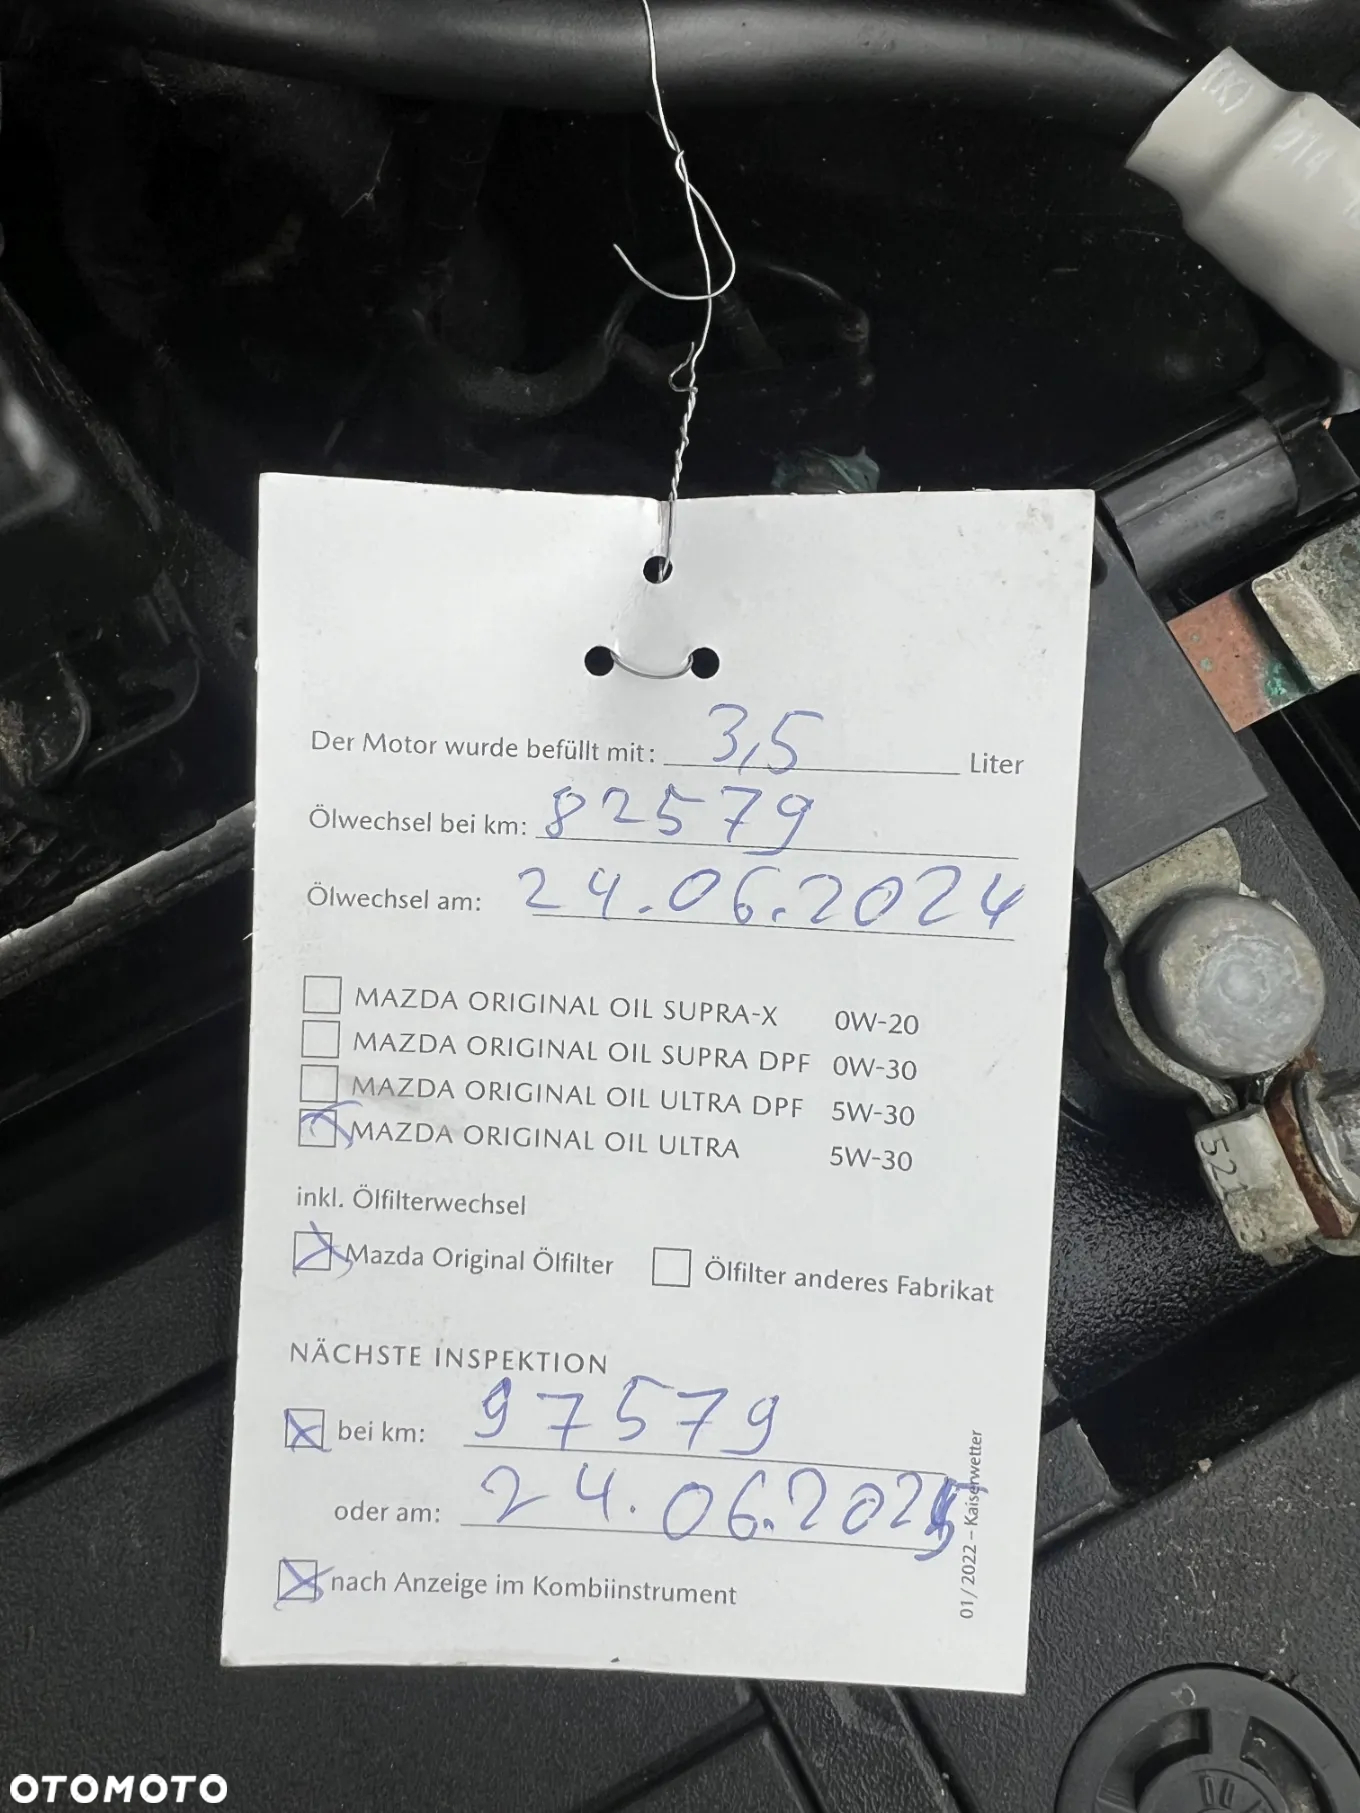 Der Motor wurde befüllt mit: 3,5 Liter
Ölwechsel bei km: 82579
Ölwechsel am: 24.06.2024
MAZDA ORIGINAL OIL SUPRA-X 0W-20
MAZDA ORIGINAL OIL SUPRA DPF 0W-30
MAZDA ORIGINAL OIL ULTRA DPF 5W-30
MAZDA ORIGINAL OIL ULTRA 5W-30
inkl. Ölfilterwechsel
Mazda Original Ölfilter Ölfilter anderes Fabrikat
NÄCHSTE INSPEKTION
bei km: 97579
oder am: 24.06.2025
nach Anzeige im Kombiinstrument
01/2022 – Kaiserwetter
52
OTOMOTO